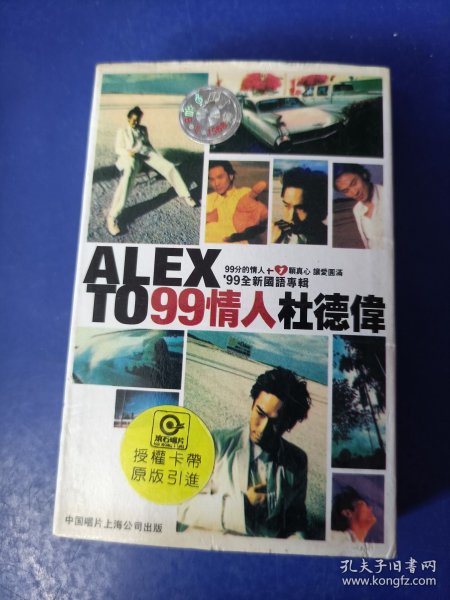 ALEX
99分的情人+1顆真心 讓愛圓滿
'99全新國語專輯
TO99情人杜德偉
滾石唱片
授權卡帶
原版引進
中国唱片上海公司出版
孔夫子旧书网
www.kongfz.com